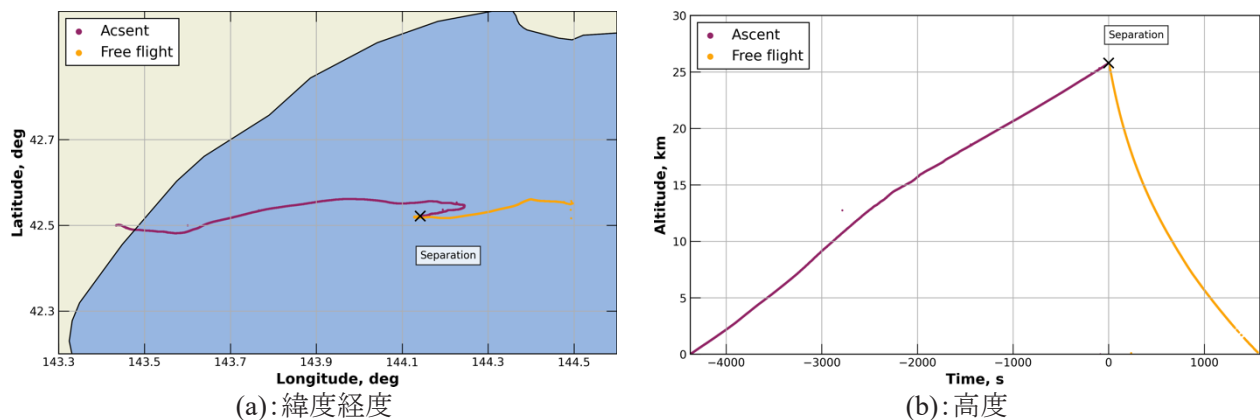 Acsent
Free flight
42.7
42.5
42.3
Latitude, deg
Separation
143.3 143.5 143.7 143.9 144.1 144.3 144.5
Longitude, deg
(a):緯度経度
Acsent
Free flight
Separation
30
25
20
15
10
5
0
Altitude, km
−4000 −3000 −2000 −1000 0 1000
Time, s
(b):高度